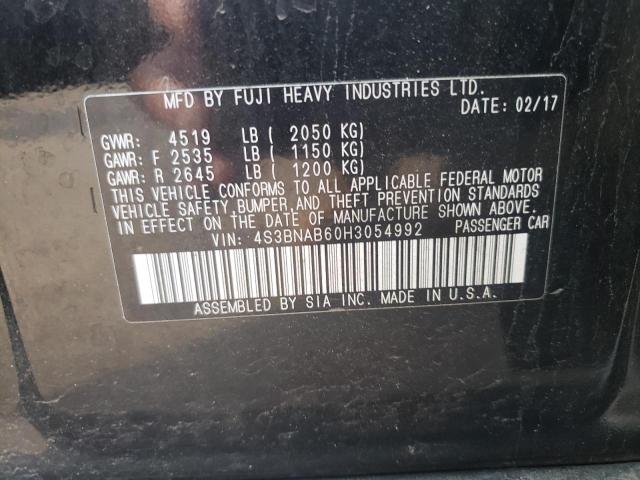 MFD BY FUJI HEAVY INDUSTRIES LTD.
DATE: 02/17
GVWR: 4519 LB ( 2050 KG)
GAWR: F 2535 LB ( 1150 KG)
GAWR: R 2645 LB ( 1200 KG)
THIS VEHICLE CONFORMS TO ALL APPLICABLE FEDERAL MOTOR
VEHICLE SAFETY, BUMPER, AND THEFT PREVENTION STANDARDS
IN EFFECT ON THE DATE OF MANUFACTURE SHOWN ABOVE.
VIN: 4S3BNAB60H3054992 PASSENGER CAR
ASSEMBLED BY SIA INC. MADE IN U.S.A.